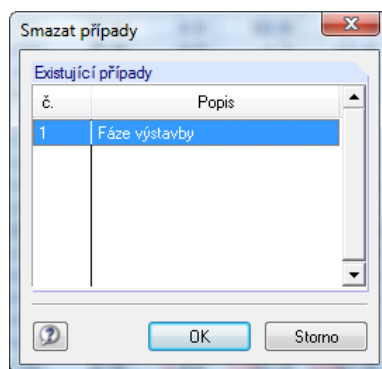 Smazat případy
Existující případy
č. Popis
1 Fáze výstavby
OK Storno